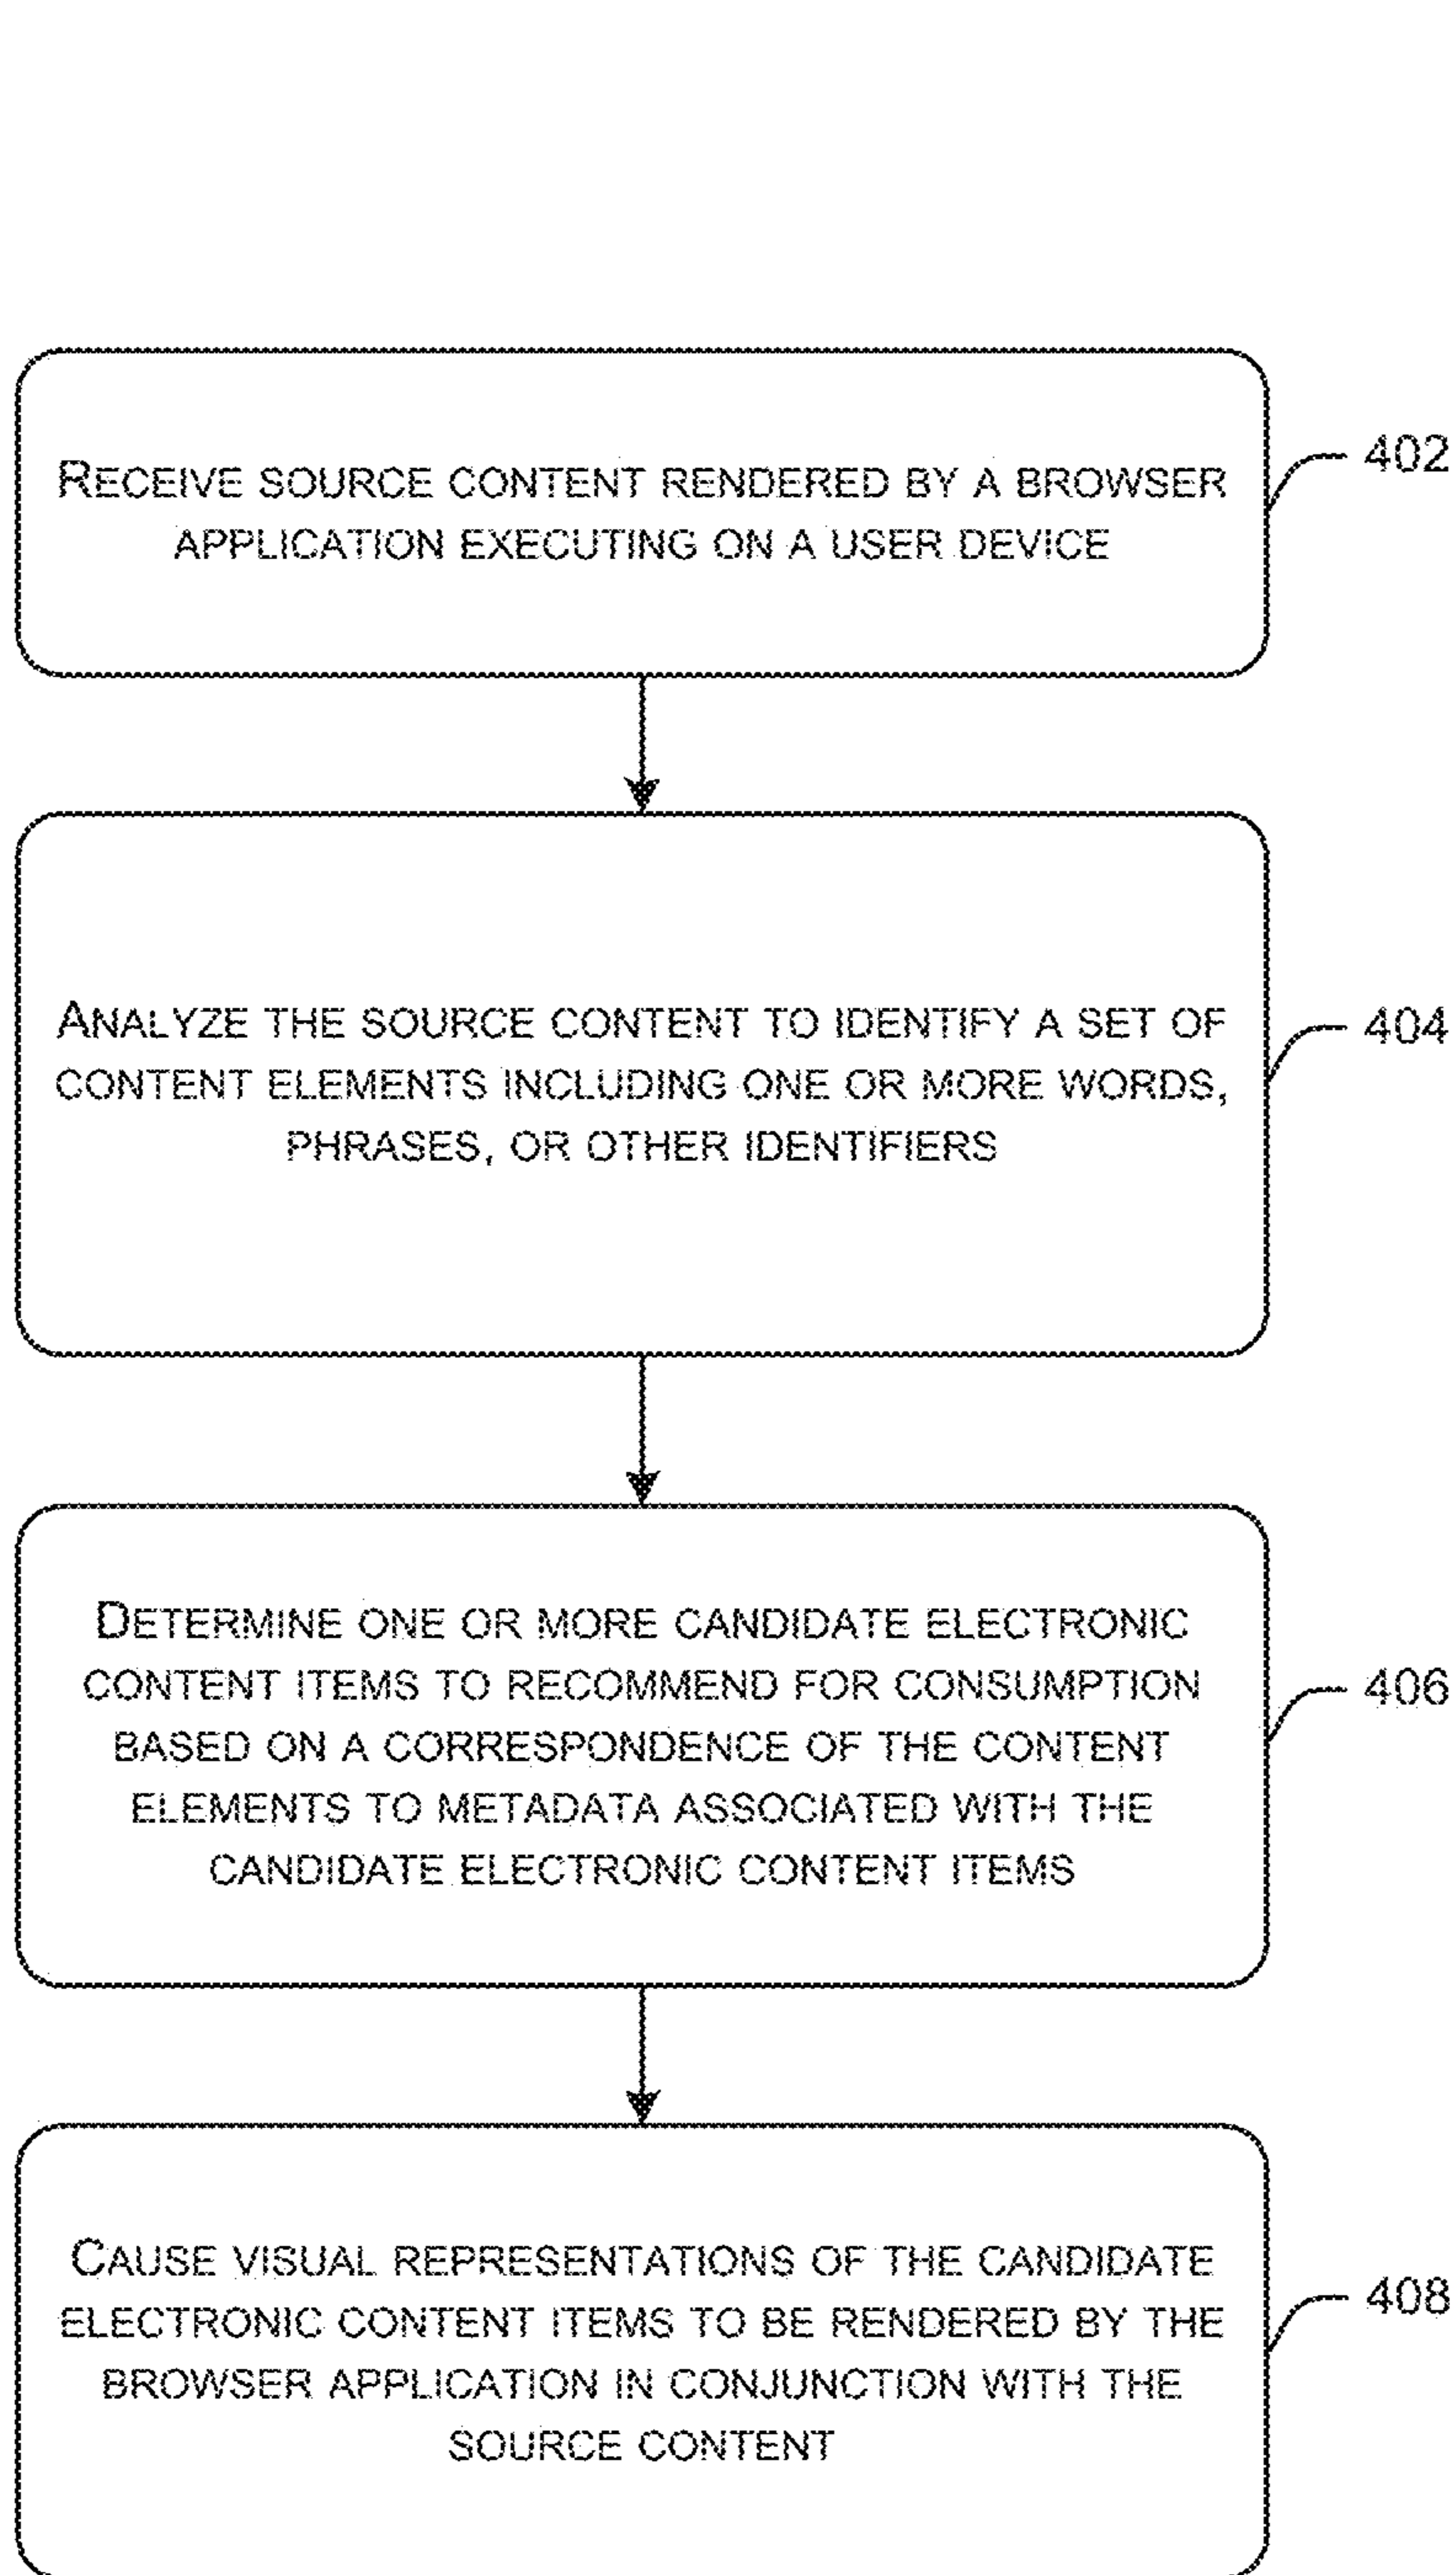 RECEIVE SOURCE CONTENT RENDERED BY A BROWSER
APPLICATION EXECUTING ON A USER DEVICE
402
ANALYZE THE SOURCE CONTENT TO IDENTIFY A SET OF
CONTENT ELEMENTS INCLUDING ONE OR MORE WORDS,
PHRASES, OR OTHER IDENTIFIERS
404
DETERMINE ONE OR MORE CANDIDATE ELECTRONIC
CONTENT ITEMS TO RECOMMEND FOR CONSUMPTION
BASED ON A CORRESPONDENCE OF THE CONTENT
ELEMENTS TO METADATA ASSOCIATED WITH THE
CANDIDATE ELECTRONIC CONTENT ITEMS
406
CAUSE VISUAL REPRESENTATIONS OF THE CANDIDATE
ELECTRONIC CONTENT ITEMS TO BE RENDERED BY THE
BROWSER APPLICATION IN CONJUNCTION WITH THE
SOURCE CONTENT
408